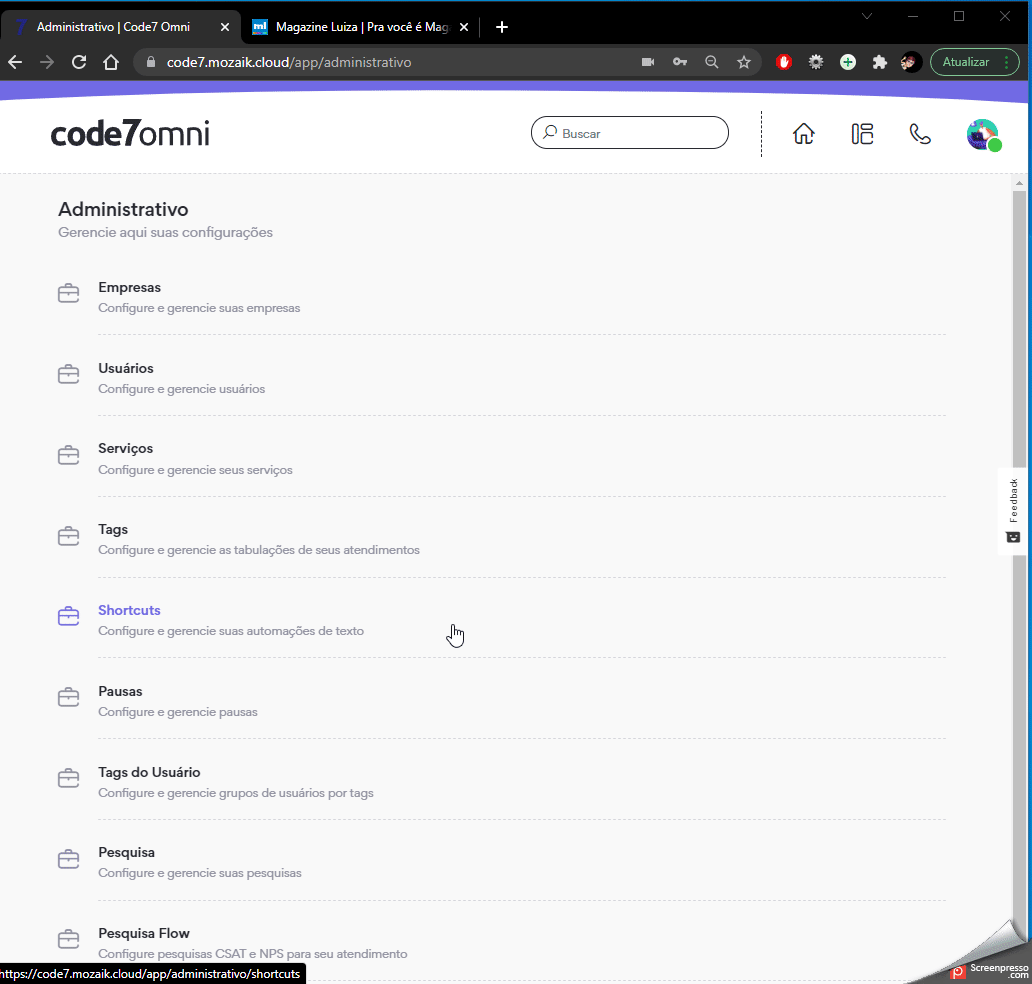 Administrativo | Code7 Omni
Magazine Luiza | Pra você é Mag
code7.mozaik.cloud/app/administrativo
Atualizar
code7omni
Buscar
Administrativo
Gerencie aqui suas configurações
Empresas
Configure e gerencie suas empresas
Usuários
Configure e gerencie usuários
Serviços
Configure e gerencie seus serviços
Feedback
Tags
Configure e gerencie as tabulações de seus atendimentos
Shortcuts
Configure e gerencie suas automações de texto
Pausas
Configure e gerencie pausas
Tags do Usuário
Configure e gerencie grupos de usuários por tags
Pesquisa
Configure e gerencie suas pesquisas
Pesquisa Flow
Configure pesquisas CSAT e NPS para seu atendimento
https://code7.mozaik.cloud/app/administrativo/shortcuts
Screenpresso
.com